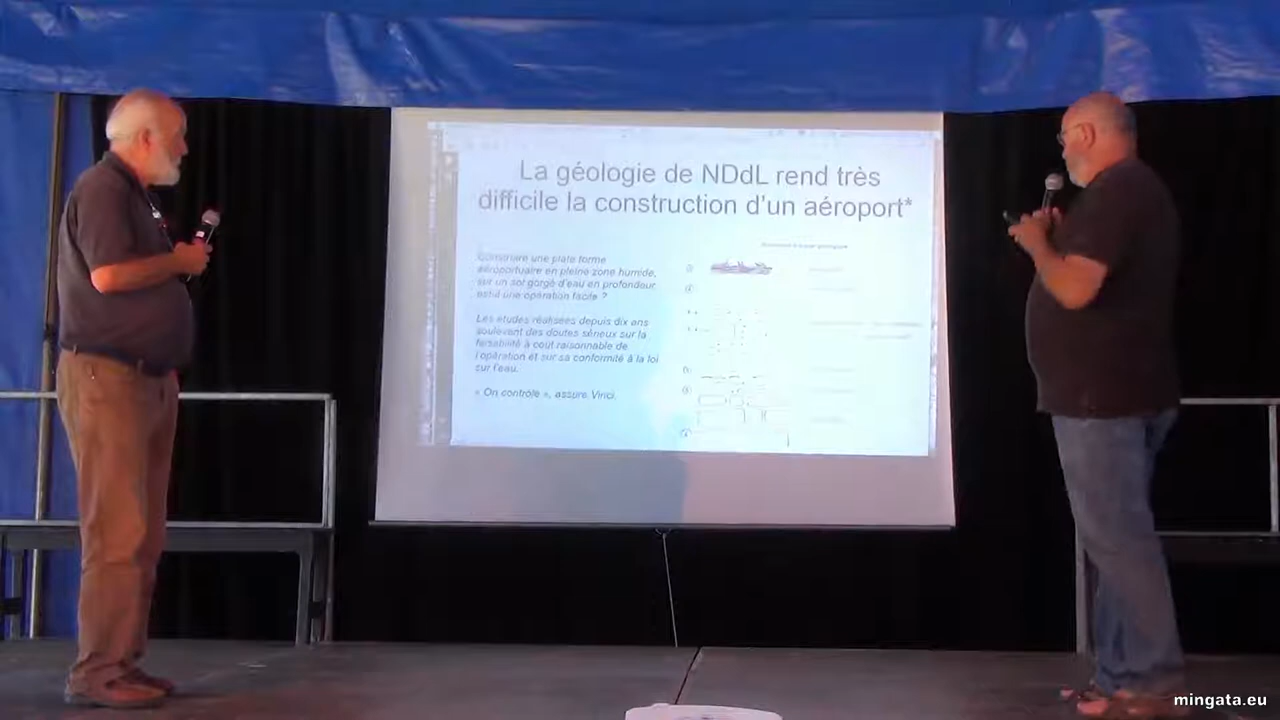 La géologie de NDdL rend très
difficile la construction d'un aéroport*
Construire une plate forme
aéroportuaire en pleine zone humide,
sur un sol gorgé d'eau en profondeur
est-il une opération facile ?
Les études réalisées depuis dix ans
soulèvent des doutes sérieux sur la
faisabilité à coût raisonnable de
l'opération et sur sa conformité à la loi
sur l'eau.
« On contrôle », assure Vinci.
mingata.eu